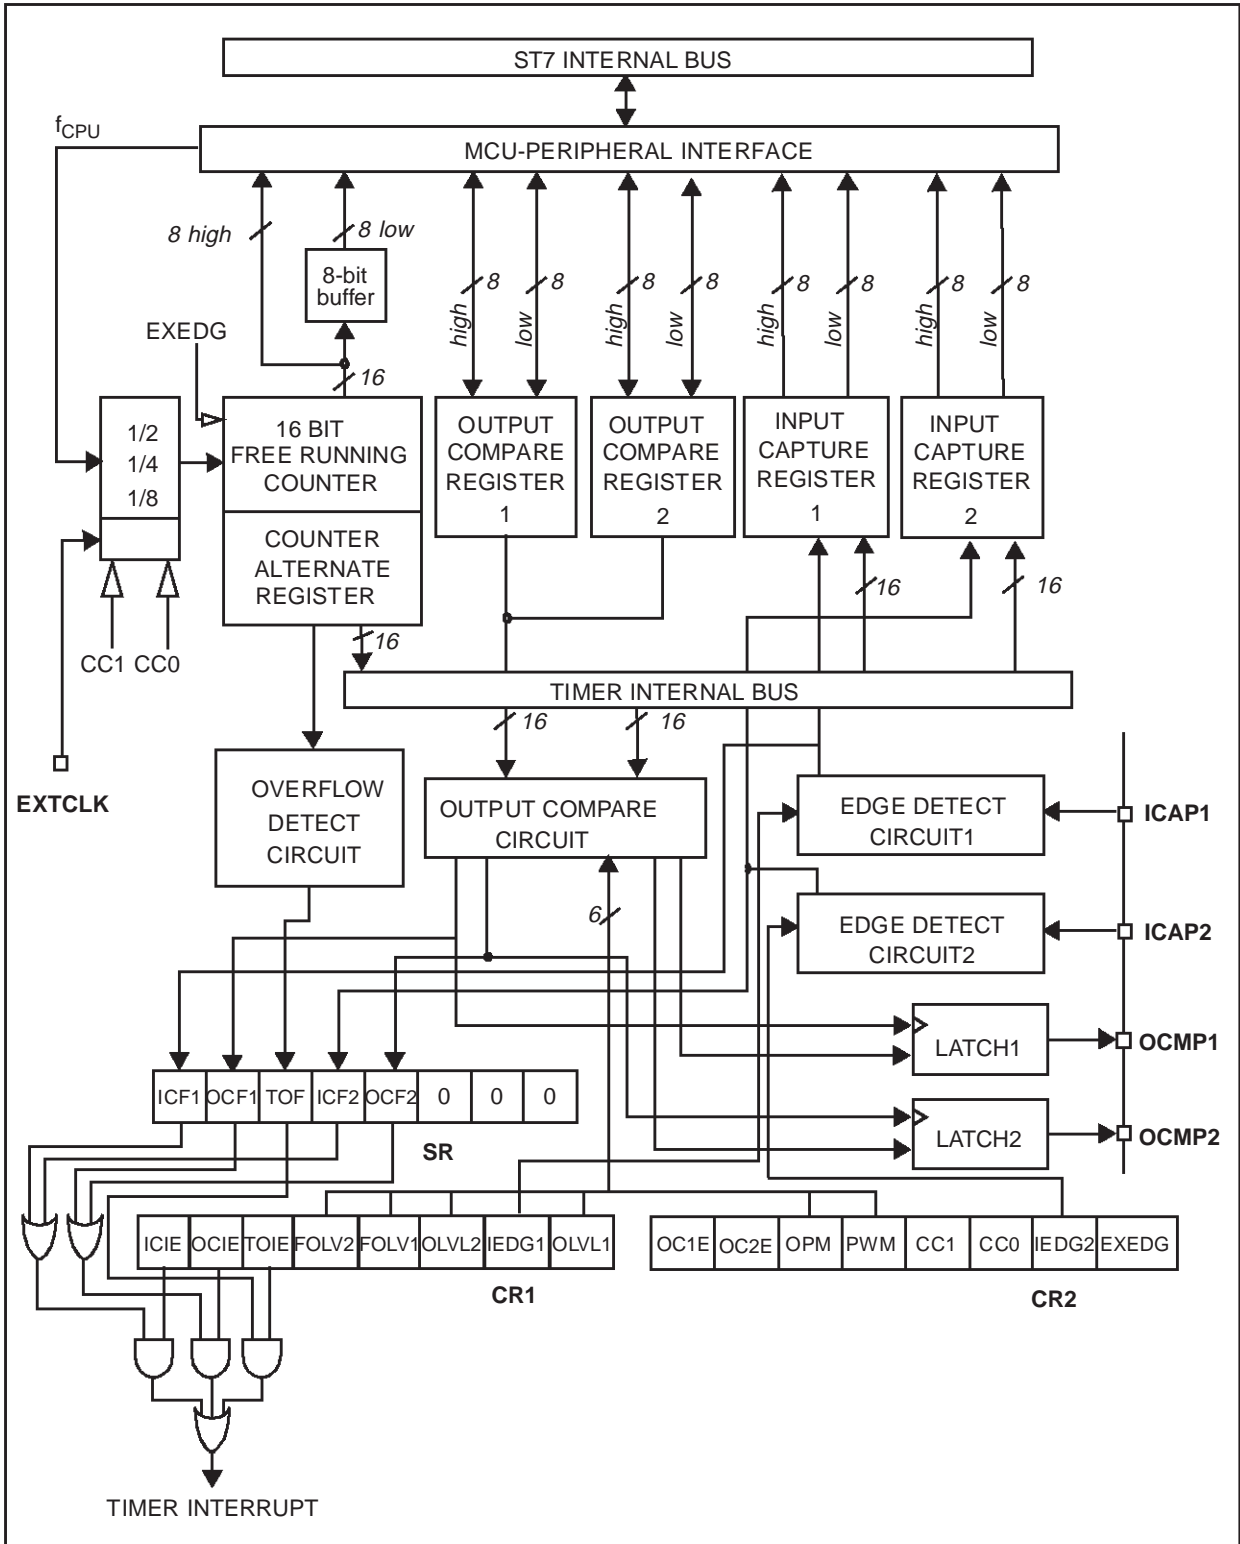 ST7 INTERNAL BUS
fCPU
MCU-PERIPHERAL INTERFACE
8 high
8 low
8-bit
buffer
high
8
low
8
high
8
low
8
high
8
low
8
high
8
low
8
EXEDG
16
1/2
1/4
1/8
16 BIT
FREE RUNNING
COUNTER
OUTPUT
COMPARE
REGISTER
1
OUTPUT
COMPARE
REGISTER
2
INPUT
CAPTURE
REGISTER
1
INPUT
CAPTURE
REGISTER
2
COUNTER
ALTERNATE
REGISTER
16
16
CC1 CC0
16
TIMER INTERNAL BUS
16
16
EXTCLK
OVERFLOW
DETECT
CIRCUIT
OUTPUT COMPARE
CIRCUIT
EDGE DETECT
CIRCUIT1
ICAP1
6
EDGE DETECT
CIRCUIT2
ICAP2
LATCH1
OCMP1
ICF1 OCF1 TOF ICF2 OCF2 0 0 0
SR
LATCH2
OCMP2
ICIE OCIE TOIE FOLV2 FOLV1 OLVL2 IEDG1 OLVL1
CR1
OC1E OC2E OPM PWM CC1 CC0 IEDG2 EXEDG
CR2
TIMER INTERRUPT